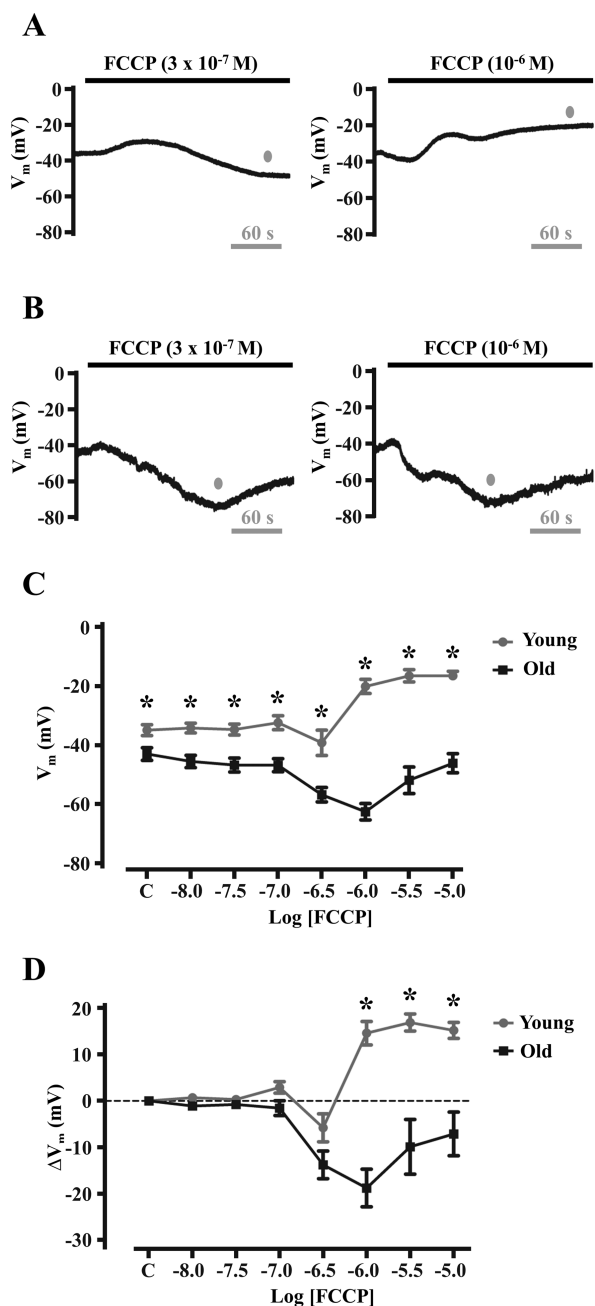 A
FCCP (3 x 10⁻⁷ M) FCCP (10⁻⁶ M)
0
-20
-40
-60
-80
Vₘ (mV)
60 s
0
-20
-40
-60
-80
Vₘ (mV)
60 s
B
FCCP (3 x 10⁻⁷ M) FCCP (10⁻⁶ M)
0
-20
-40
-60
-80
Vₘ (mV)
60 s
0
-20
-40
-60
-80
Vₘ (mV)
60 s
C
0
-20
-40
-60
-80
Vₘ (mV)
* * * * * * * *
Young
Old
C -8.0 -7.5 -7.0 -6.5 -6.0 -5.5 -5.0
Log [FCCP]
D
20
10
0
-10
-20
-30
ΔVₘ (mV)
* * *
Young
Old
C -8.0 -7.5 -7.0 -6.5 -6.0 -5.5 -5.0
Log [FCCP]